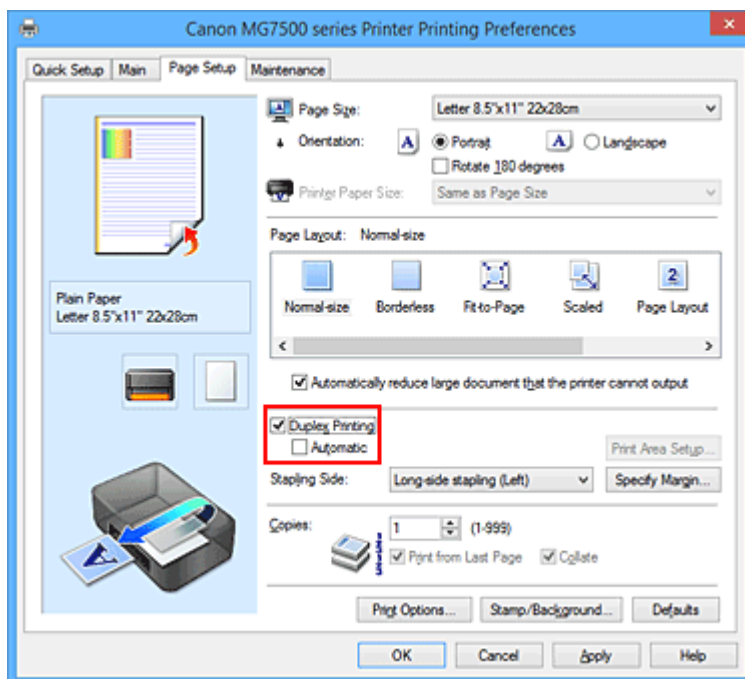 Canon MG7500 series Printer Printing Preferences
Quick Setup Main Page Setup Maintenance
Page Size: Letter 8.5"x11" 22x28cm
Orientation: A Portrait A Landscape
Rotate 180 degrees
Printer Paper Size: Same as Page Size
Page Layout: Normal-size
Normal-size Borderless Fit-to-Page Scaled Page Layout
Plain Paper
Letter 8.5"x11" 22x28cm
Automatically reduce large document that the printer cannot output
Duplex Printing
Automatic
Print Area Setup...
Stapling Side: Long-side stapling (Left) Specify Margin...
Copies: 1 (1-999)
Print from Last Page Collate
Print Options... Stamp/Background... Defaults
OK Cancel Apply Help